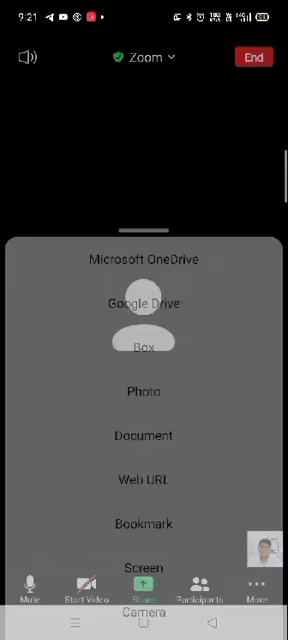 9:21
Zoom
End
Microsoft OneDrive
Google Drive
Box
Photo
Document
Web URL
Bookmark
Screen
Mute
Start Video
Share
Participants
More
Camera